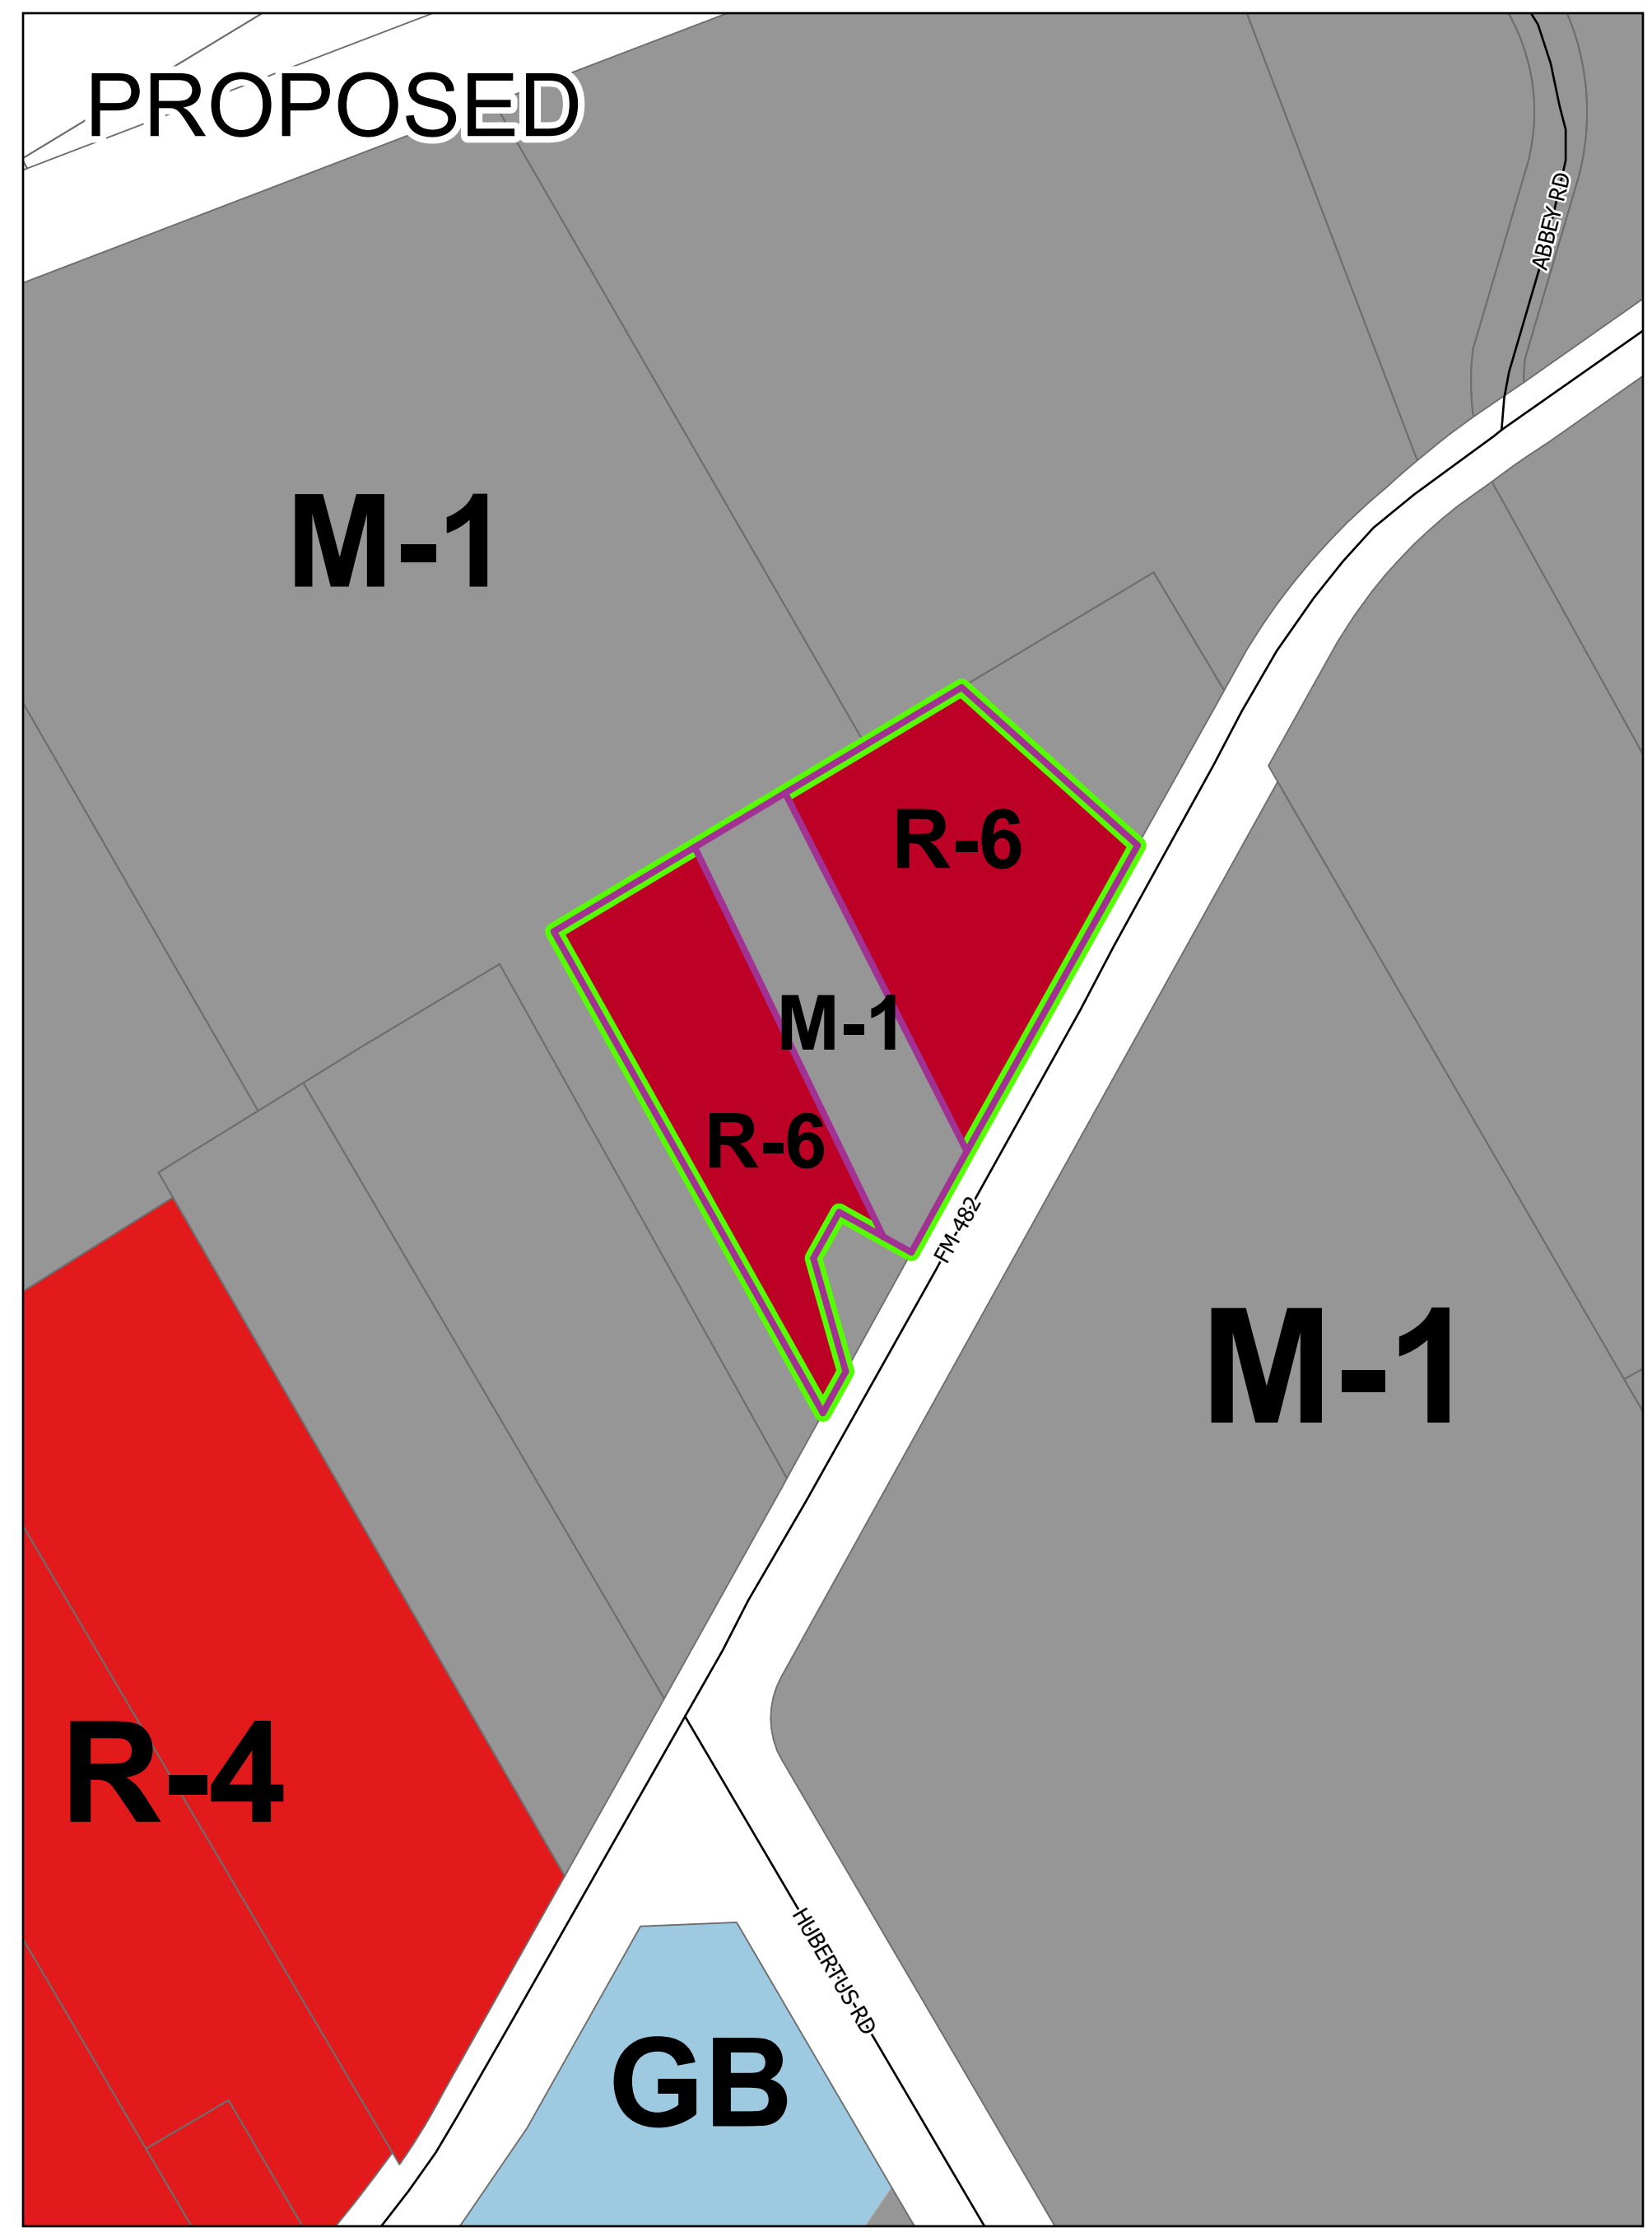 PROPOSED
ABBEY RD
M-1
R-6
M-1
R-6
FM-482
M-1
R-4
HUBERTUS RD
GB